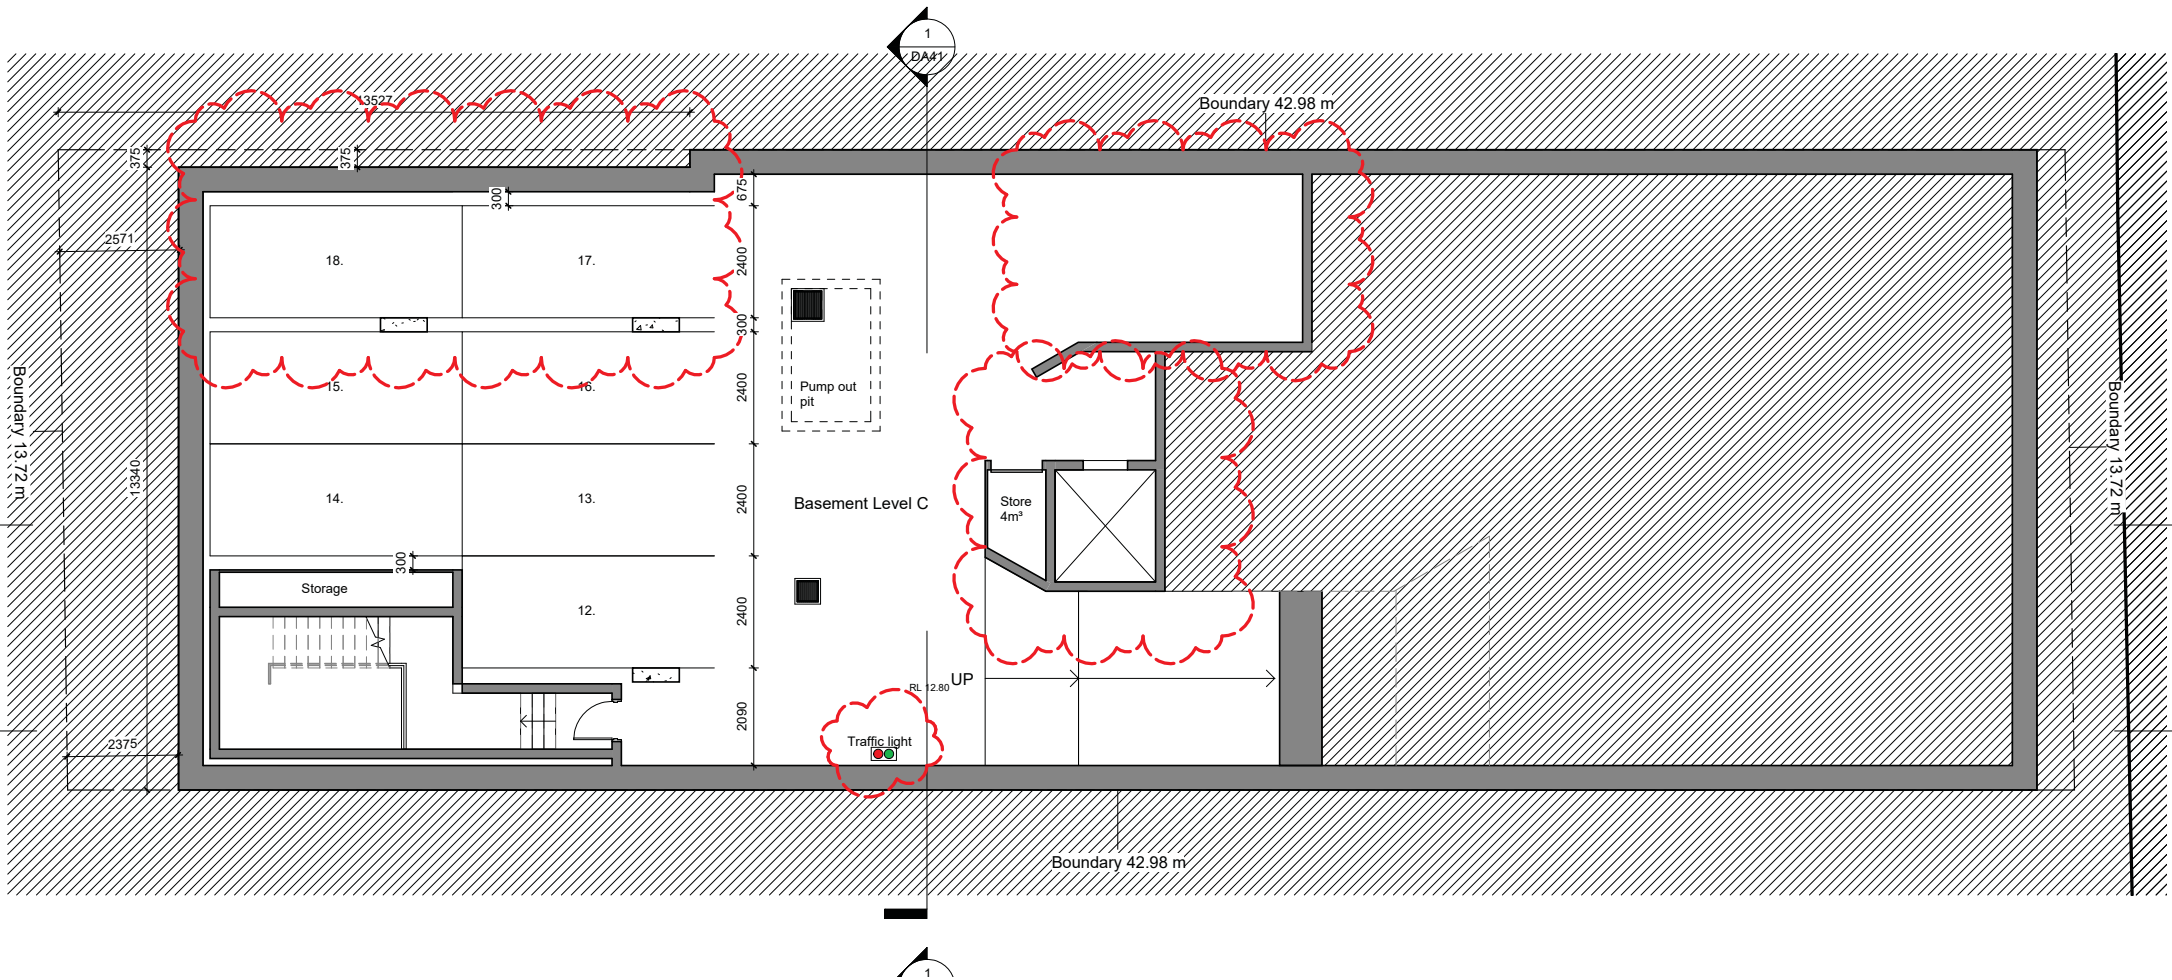 1
DA41
13527
Boundary 42.98 m
375
375
300
675
2571
18.
17.
2400
300
Pump out
pit
15.
16.
2400
Boundary 13.72 m
Boundary 13.72 m
13340
14.
13.
2400
Basement Level C
Store
4m³
300
Storage
12.
2400
RL 12.80
UP
2090
2375
Traffic light
Boundary 42.98 m
1